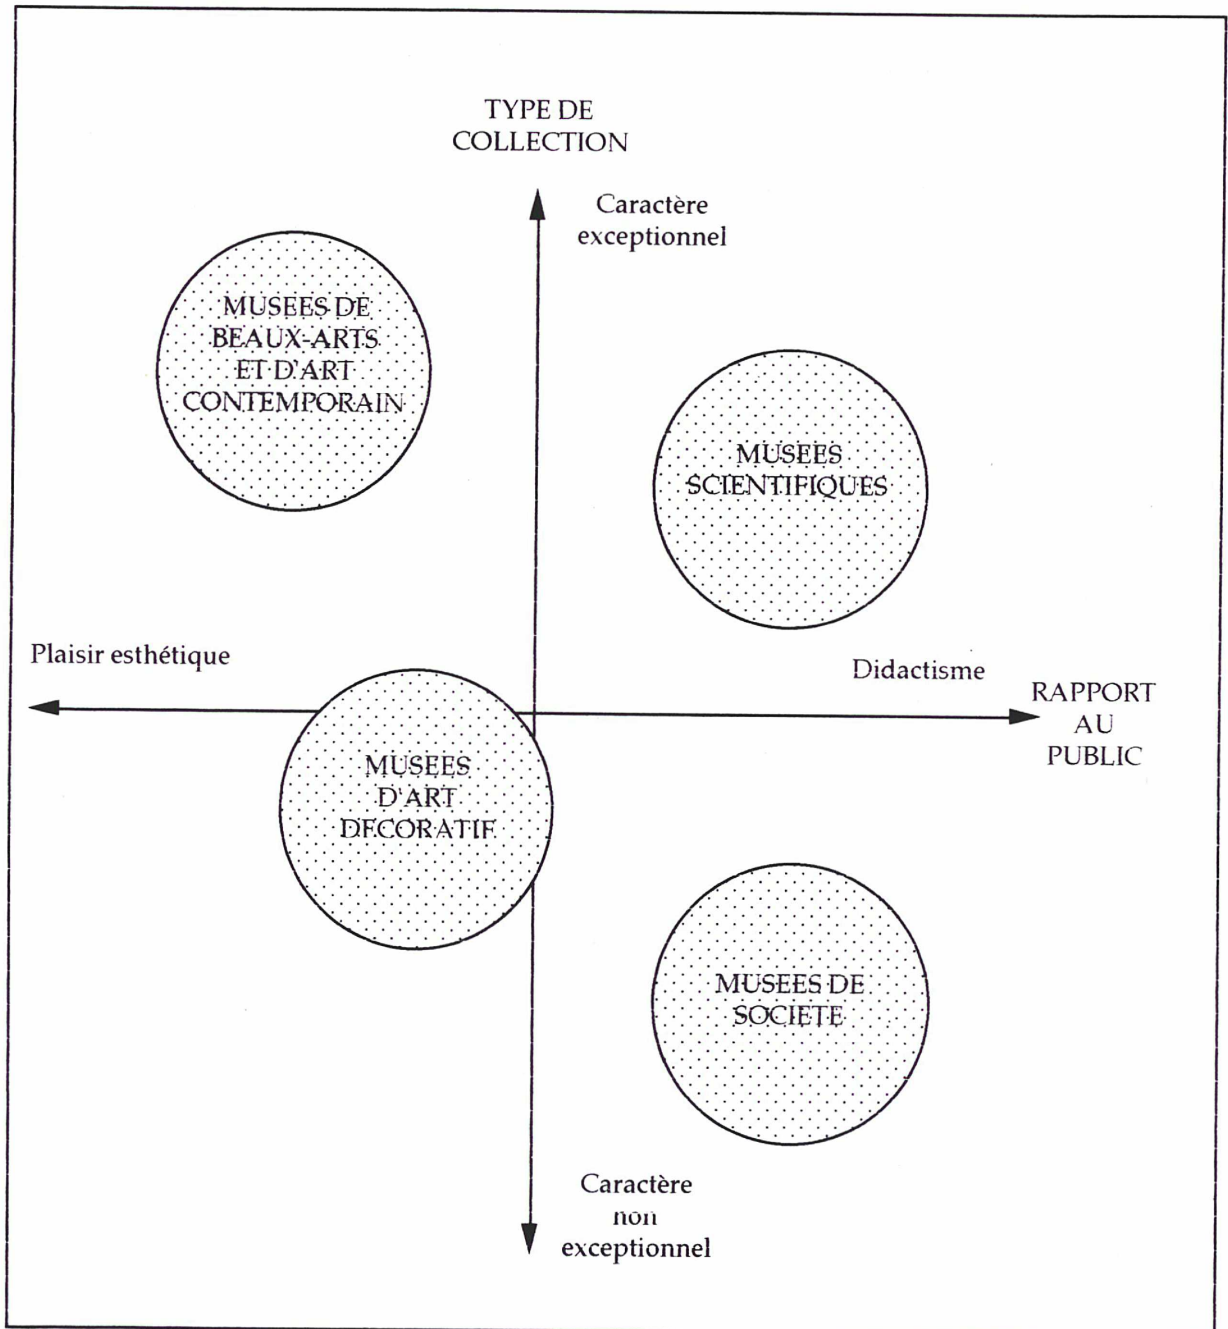 TYPE DE
COLLECTION
Caractère
exceptionnel
MUSEES DE
BEAUX-ARTS
ET D'ART
CONTEMPORAIN
MUSEES
SCIENTIFIQUES
Plaisir esthétique
Didactisme
RAPPORT
AU
PUBLIC
MUSEES
D'ART
DECORATIF
MUSEES DE
SOCIETE
Caractère
non
exceptionnel